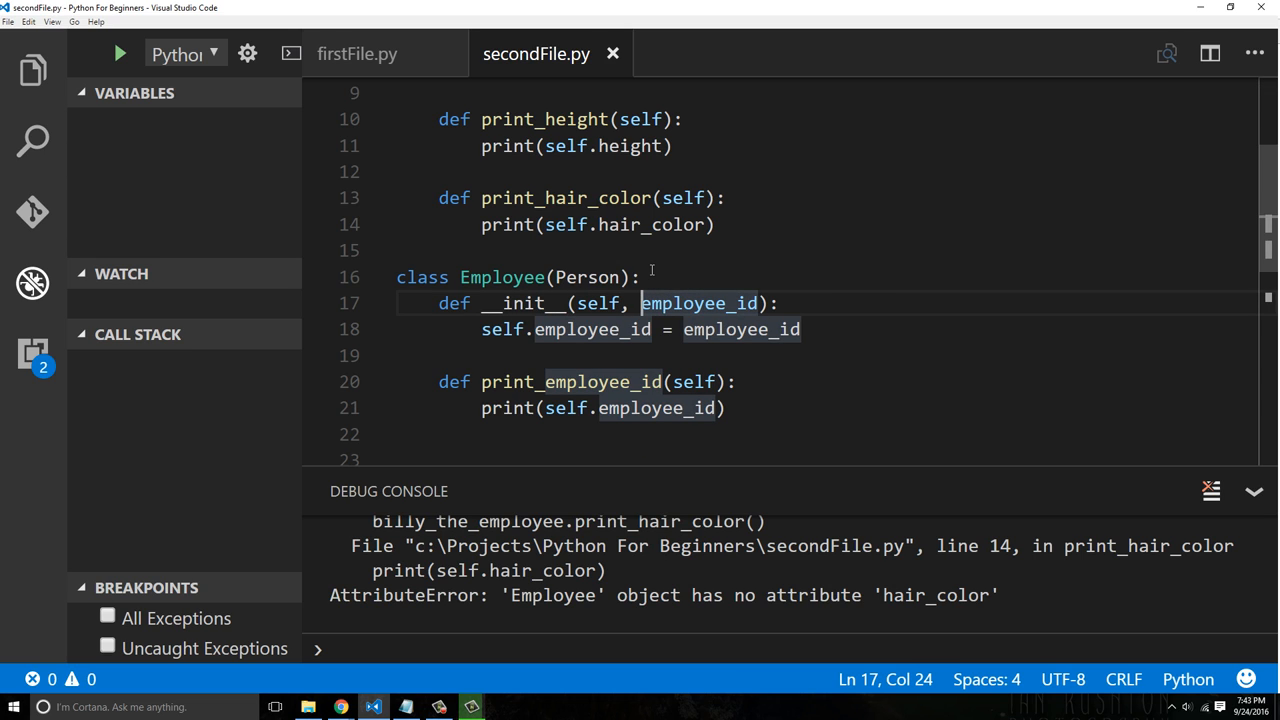 secondFile.py - Python For Beginners - Visual Studio Code
File Edit View Go Help
Python
firstFile.py
secondFile.py
VARIABLES
WATCH
CALL STACK
2
BREAKPOINTS
All Exceptions
Uncaught Exceptions
9
10 def print_height(self):
11 print(self.height)
12
13 def print_hair_color(self):
14 print(self.hair_color)
15
16 class Employee(Person):
17 def __init__(self, employee_id):
18 self.employee_id = employee_id
19
20 def print_employee_id(self):
21 print(self.employee_id)
22
23
DEBUG CONSOLE
billy_the_employee.print_hair_color()
File "c:\Projects\Python For Beginners\secondFile.py", line 14, in print_hair_color
print(self.hair_color)
AttributeError: 'Employee' object has no attribute 'hair_color'
0 0
Ln 17, Col 24 Spaces: 4 UTF-8 CRLF Python
I'm Cortana. Ask me anything.
7:43 PM
9/24/2016